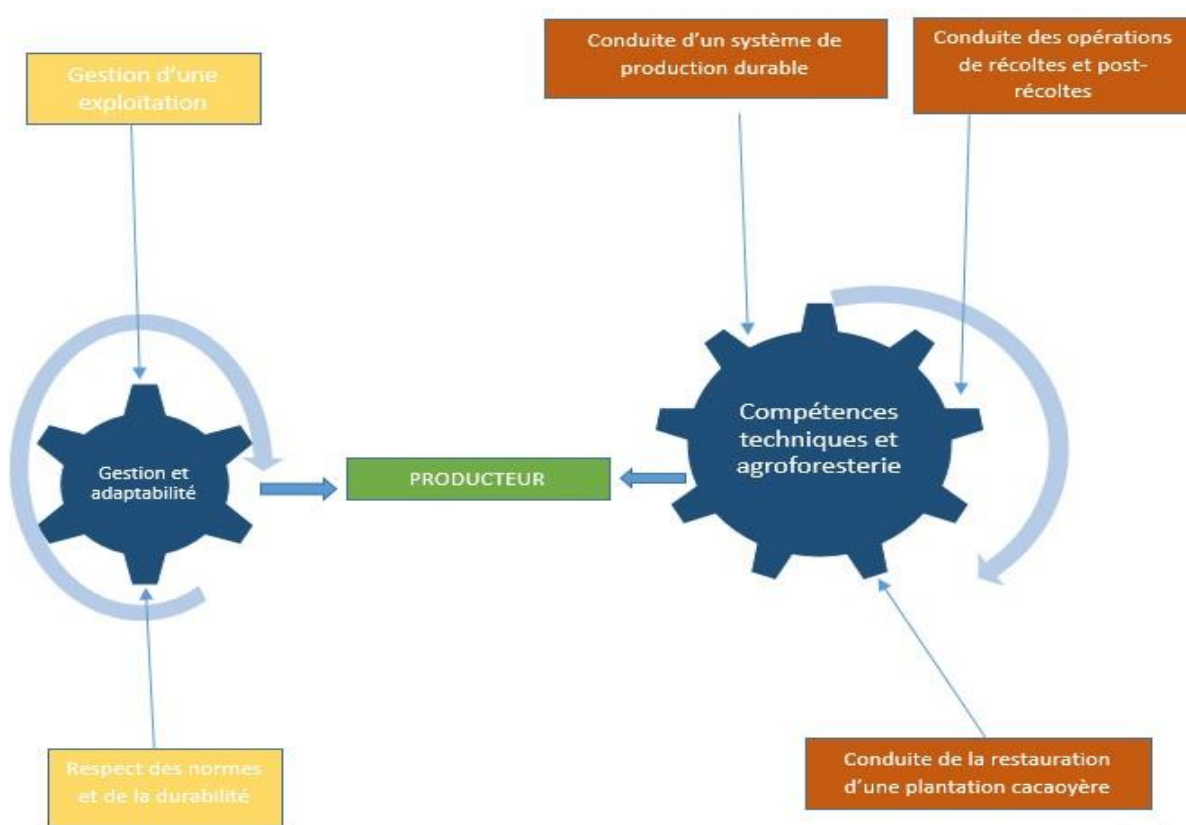 Gestion d'une
exploitation
Conduite d'un système de
production durable
Conduite des opérations
de récoltes et post-
récoltes
Gestion et
adaptabilité
PRODUCTEUR
Compétences
techniques et
agroforesterie
Respect des normes
et de la durabilité
Conduite de la restauration
d'une plantation cacaoyère